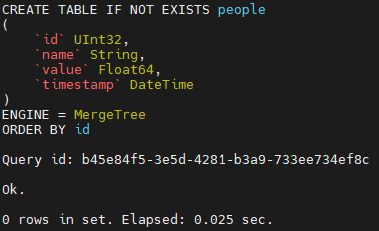 CREATE TABLE IF NOT EXISTS people
(
    `id` UInt32,
    `name` String,
    `value` Float64,
    `timestamp` DateTime
)
ENGINE = MergeTree
ORDER BY id

Query id: b45e84f5-3e5d-4281-b3a9-733ee734ef8c

Ok.

0 rows in set. Elapsed: 0.025 sec.